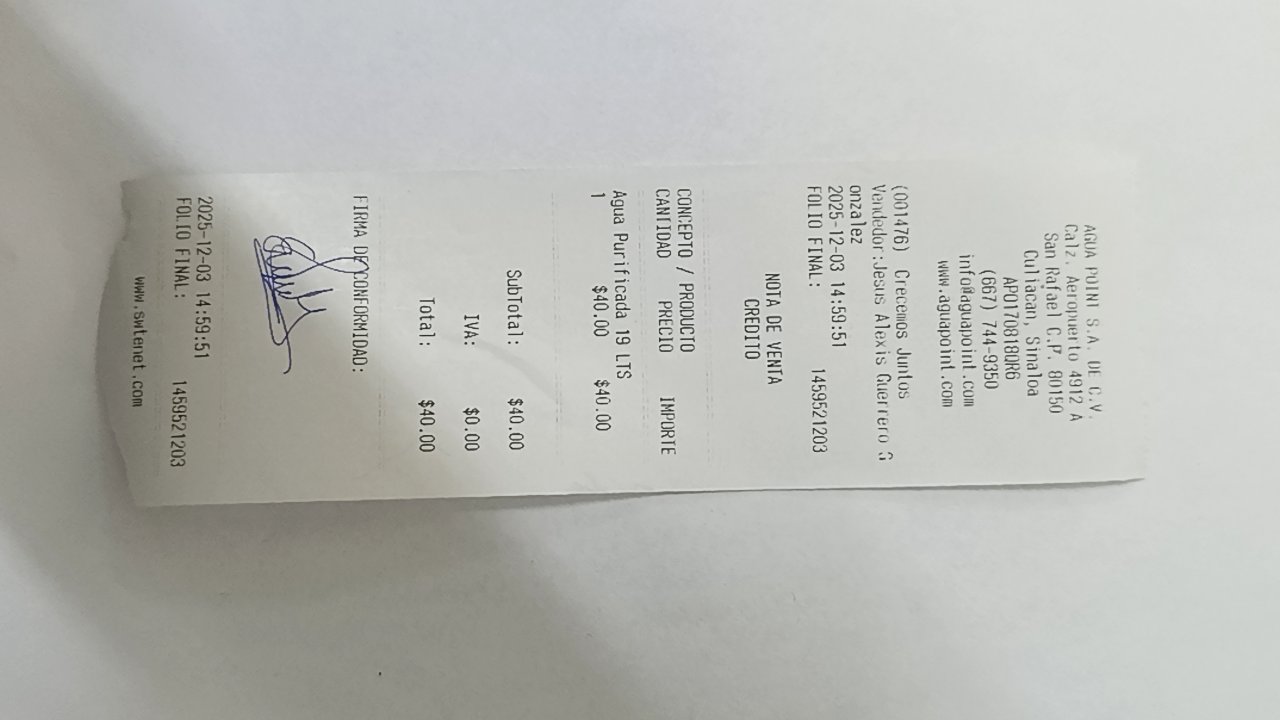 AGUA POINT S.A. DE C.V.
Calz. Aeropuerto 4912 A
San Rafael C.P. 80150
Culiacan, Sinaloa
APO170818QR6
(667) 744-9350
info@aguapoint.com
www.aguapoint.com
(001476) Crecemos Juntos
Vendedor:Jesus Alexis Guerrero G
onzalez
2025-12-03 14:59:51
FOLIO FINAL: 1459521203
NOTA DE VENTA
CREDITO
CONCEPTO / PRODUCTO
CANTIDAD PRECIO IMPORTE
Agua Purificada 19 LTS
1 $40.00 $40.00
SubTotal: $40.00
IVA: $0.00
Total: $40.00
FIRMA DE CONFORMIDAD:
2025-12-03 14:59:51
FOLIO FINAL: 1459521203
www.swtenet.com